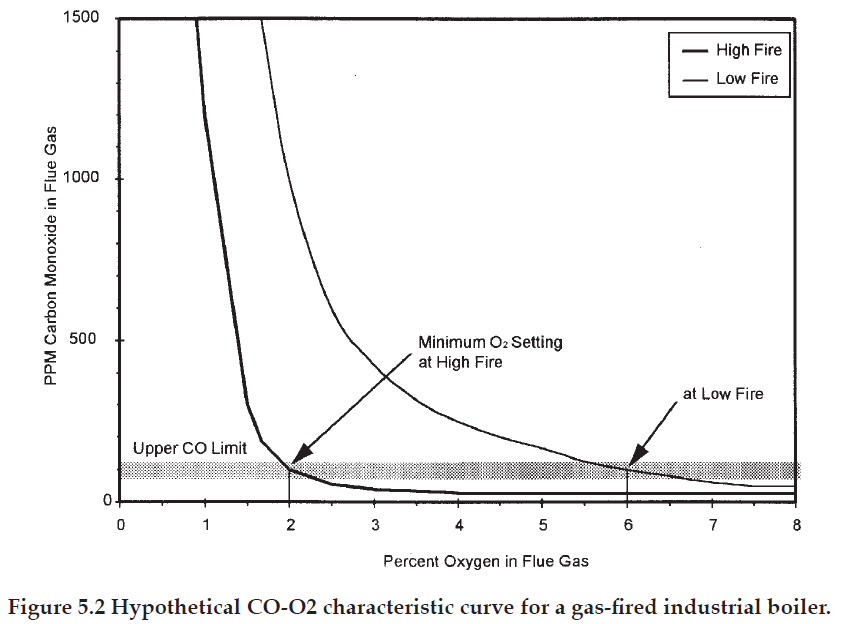 1500
High Fire
Low Fire
PPM Carbon Monoxide in Flue Gas
1000
500
Minimum O₂ Setting
at High Fire
at Low Fire
Upper CO Limit
0
0 1 2 3 4 5 6 7 8
Percent Oxygen in Flue Gas
Figure 5.2 Hypothetical CO-O2 characteristic curve for a gas-fired industrial boiler.